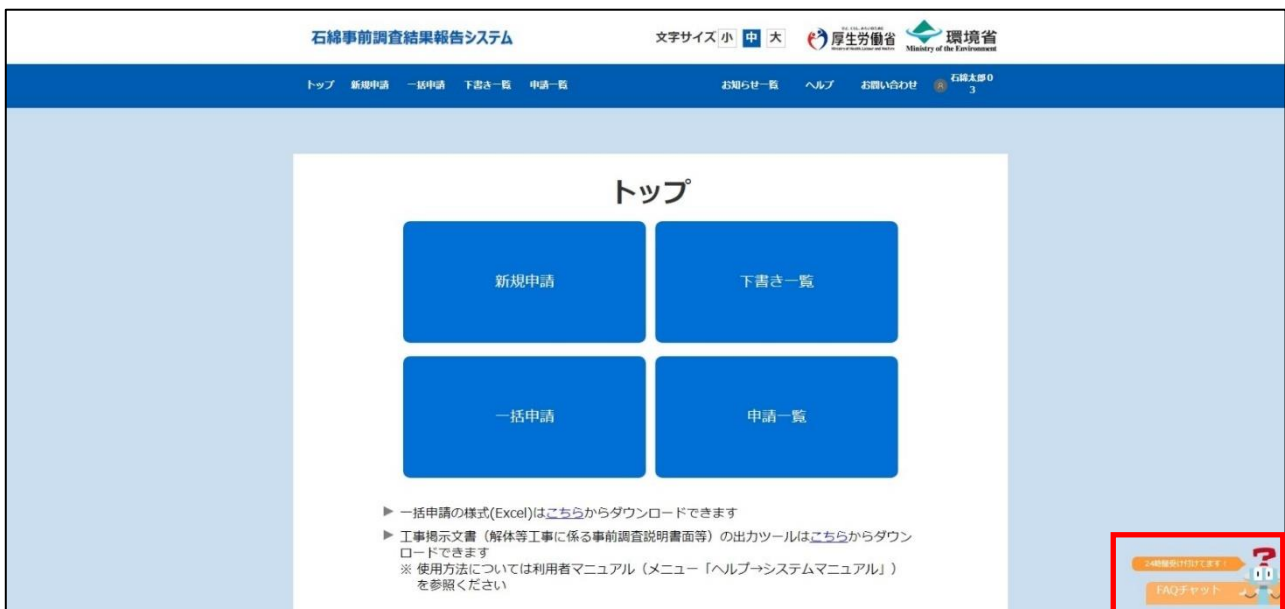 石綿事前調査結果報告システム
文字サイズ 小 中 大
厚生労働省
環境省
Ministry of the Environment
トップ 新規申請 一括申請 下書き一覧 申請一覧
お知らせ一覧 ヘルプ お問い合わせ 石綿太郎0
3
トップ
新規申請
下書き一覧
一括申請
申請一覧
一括申請の様式(Excel)はこちらからダウンロードできます
工事掲示文書（解体等工事に係る事前調査説明書面等）の出力ツールはこちらからダウン
ロードできます
※ 使用方法については利用者マニュアル（メニュー「ヘルプ→システムマニュアル」）
を参照ください
24時間受け付けてます！
FAQチャット